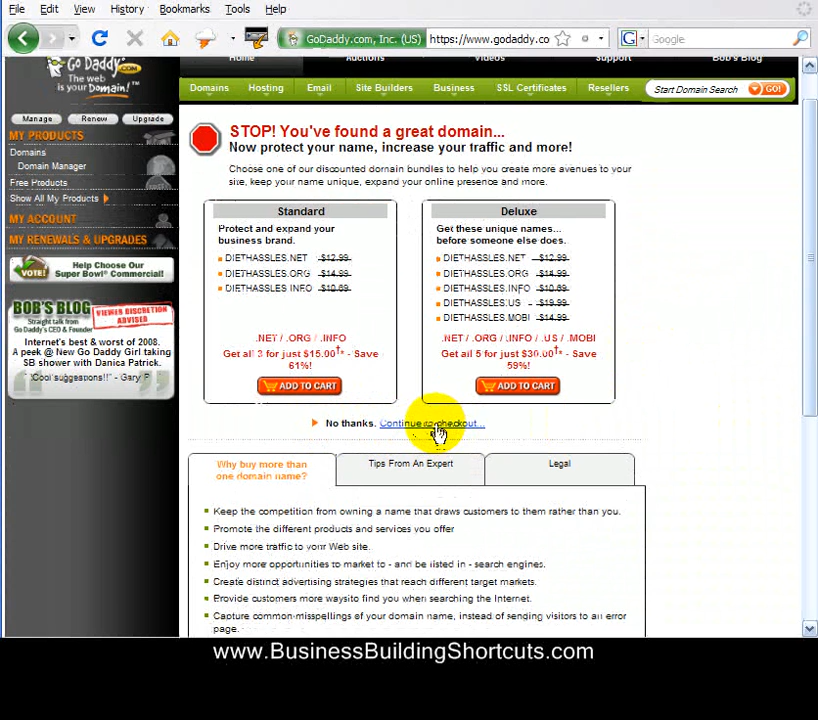 File Edit View History Bookmarks Tools Help
GoDaddy.com, Inc. (US) https://www.godaddy.co
Google
Home Auctions Videos Support Bob's Blog
Go Daddy.COM
The web
is your Domain!™
Domains Hosting Email Site Builders Business SSL Certificates Resellers Start Domain Search GO!
Manage Renew Upgrade
MY PRODUCTS
Domains
Domain Manager
Free Products
Show All My Products
MY ACCOUNT
MY RENEWALS & UPGRADES
VOTE! Help Choose Our
Super Bowl Commercial!
BOB'S BLOG
Straight talk from
Go Daddy's CEO & Founder
VIEWER DISCRETION
ADVISED
Internet's best & worst of 2008.
A peek @ New Go Daddy Girl taking
SB shower with Danica Patrick.
"Cool suggestions!!" - Gary P
STOP! You've found a great domain...
Now protect your name, increase your traffic and more!
Choose one of our discounted domain bundles to help you create more avenues to your
site, keep your name unique, expand your online presence and more.
Standard
Protect and expand your
business brand.
DIETHASSLES.NET $12.99
DIETHASSLES.ORG $14.99
DIETHASSLES.INFO $10.69
.NET / .ORG / .INFO
Get all 3 for just $15.00†* - Save
61%!
ADD TO CART
Deluxe
Get these unique names...
before someone else does.
DIETHASSLES.NET $12.99
DIETHASSLES.ORG $14.99
DIETHASSLES.INFO $10.69
DIETHASSLES.US $19.99
DIETHASSLES.MOBI $14.99
.NET / .ORG / .INFO / .US / .MOBI
Get all 5 for just $30.00†* - Save
59%!
ADD TO CART
No thanks. Continue to checkout...
Why buy more than
one domain name?
Tips From An Expert
Legal
Keep the competition from owning a name that draws customers to them rather than you.
Promote the different products and services you offer
Drive more traffic to your Web site.
Enjoy more opportunities to market to - and be listed in - search engines.
Create distinct advertising strategies that reach different target markets.
Provide customers more ways to find you when searching the Internet.
Capture common misspellings of your domain name, instead of sending visitors to an error
page.
www.BusinessBuildingShortcuts.com